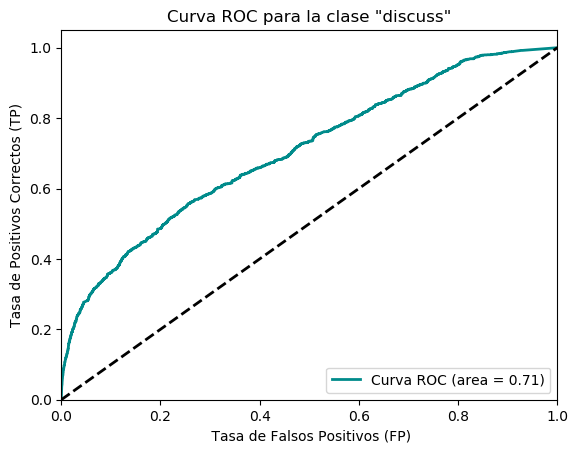 Curva ROC para la clase "discuss"
Tasa de Positivos Correctos (TP)
1.0
0.8
0.6
0.4
0.2
0.0
0.0 0.2 0.4 0.6 0.8 1.0
Tasa de Falsos Positivos (FP)
Curva ROC (area = 0.71)